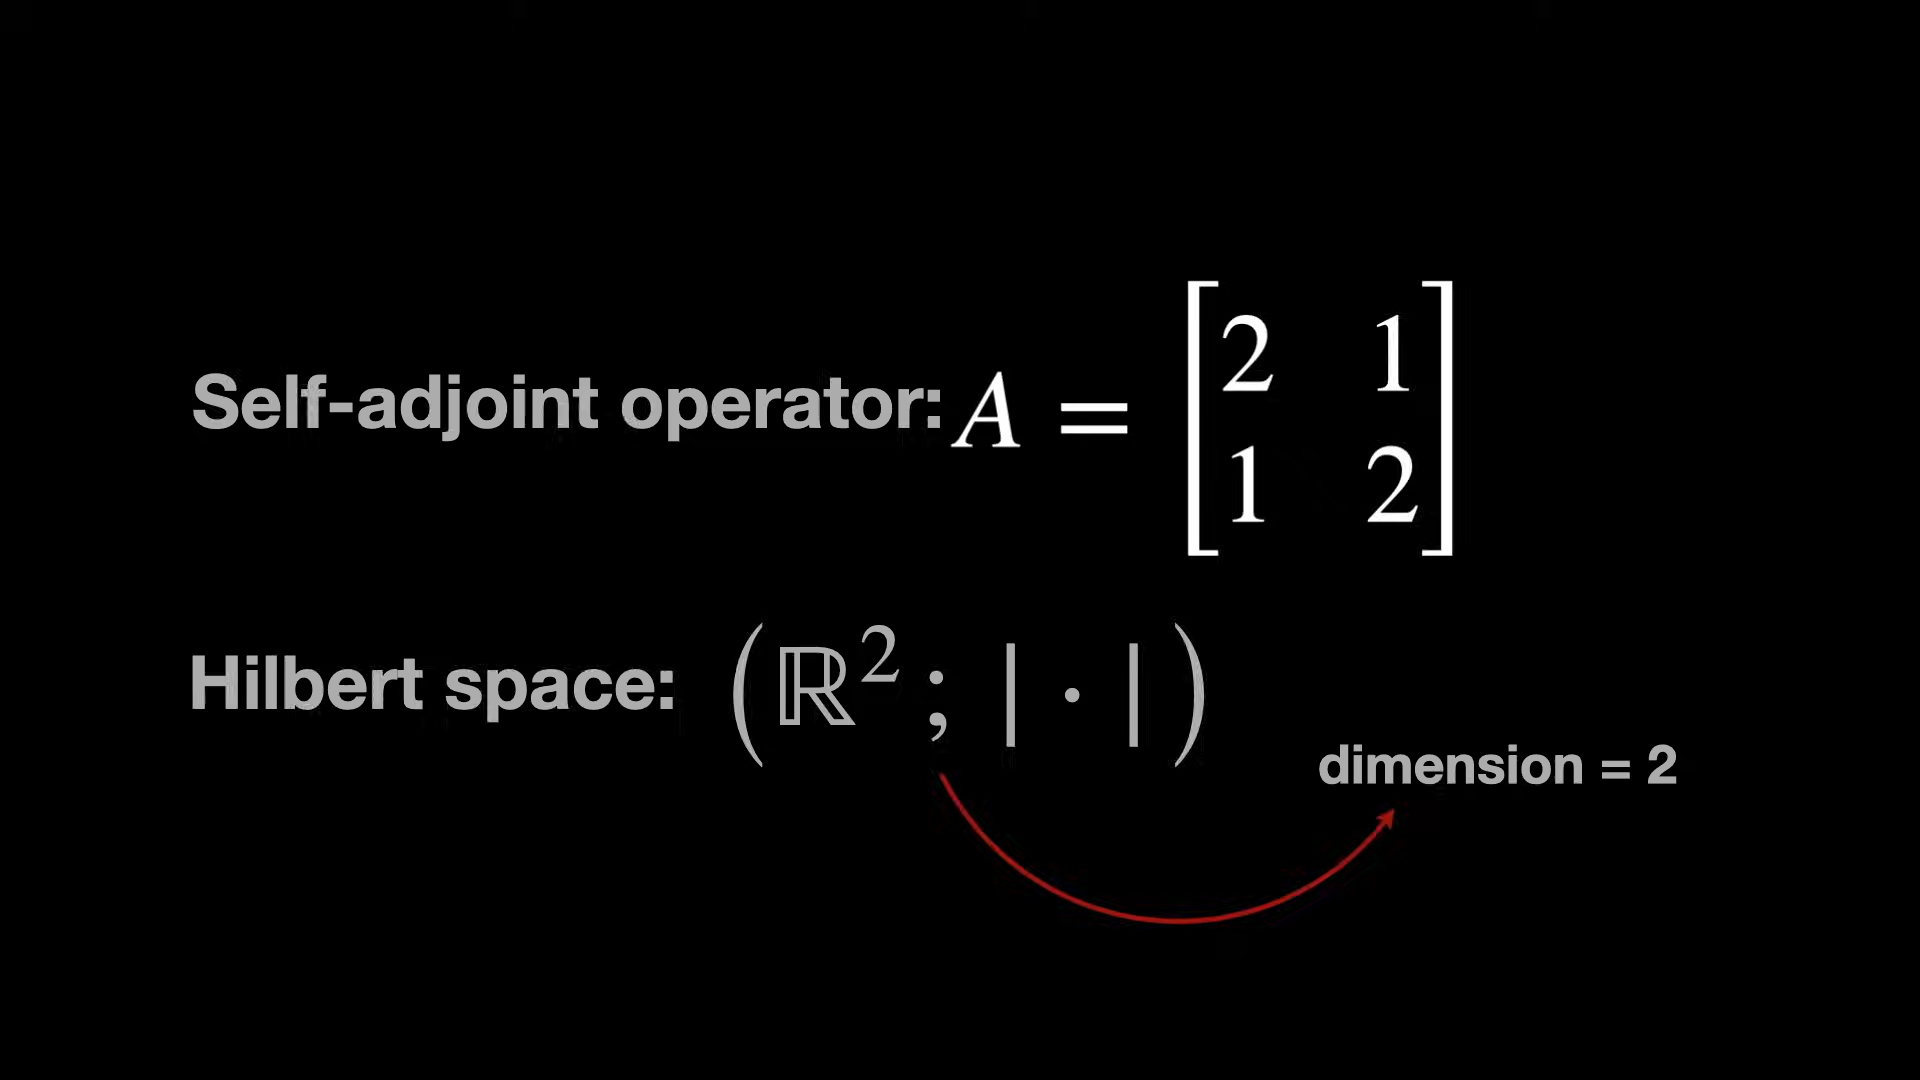 Self-adjoint operator: A = [2 1
1 2]
Hilbert space: (ℝ² ; | · |)
dimension = 2